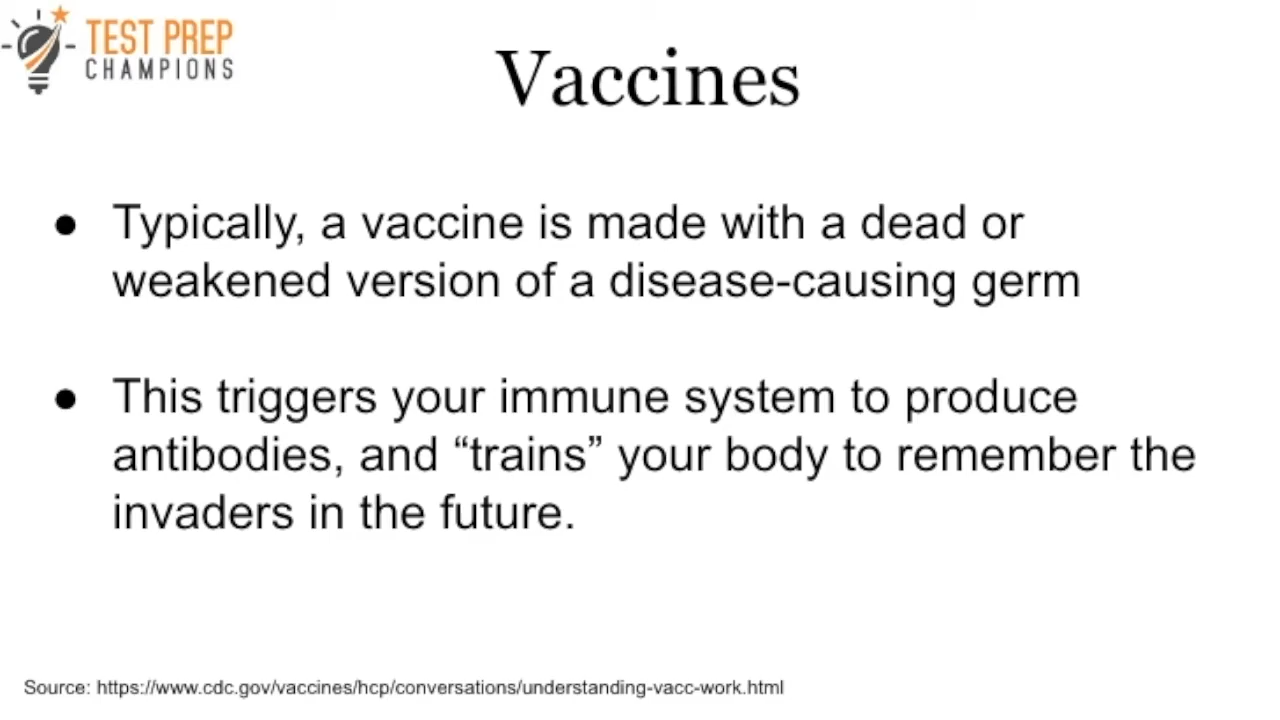 TEST PREP
CHAMPIONS
Vaccines
● Typically, a vaccine is made with a dead or
weakened version of a disease-causing germ
● This triggers your immune system to produce
antibodies, and “trains” your body to remember the
invaders in the future.
Source: https://www.cdc.gov/vaccines/hcp/conversations/understanding-vacc-work.html